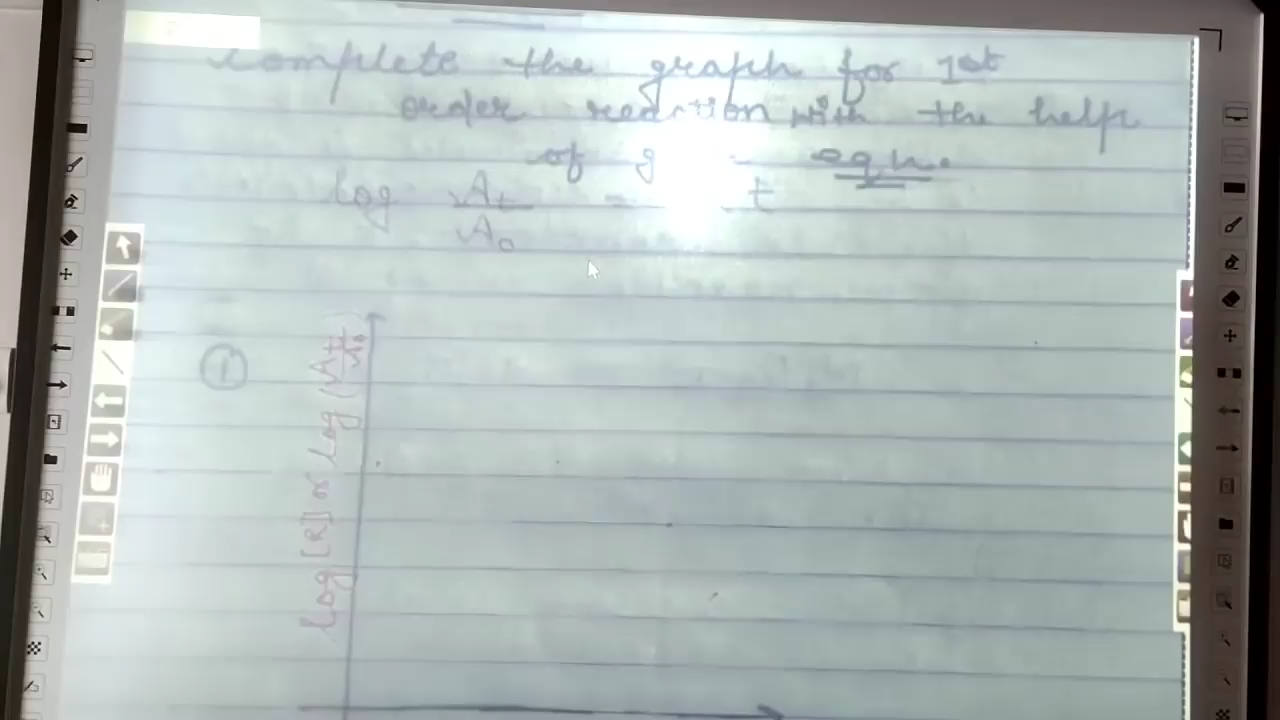 Complete the graph for 1st
order reaction with the help
of eqn.
log At = t
A0
①
log [R] or log (At/A0)